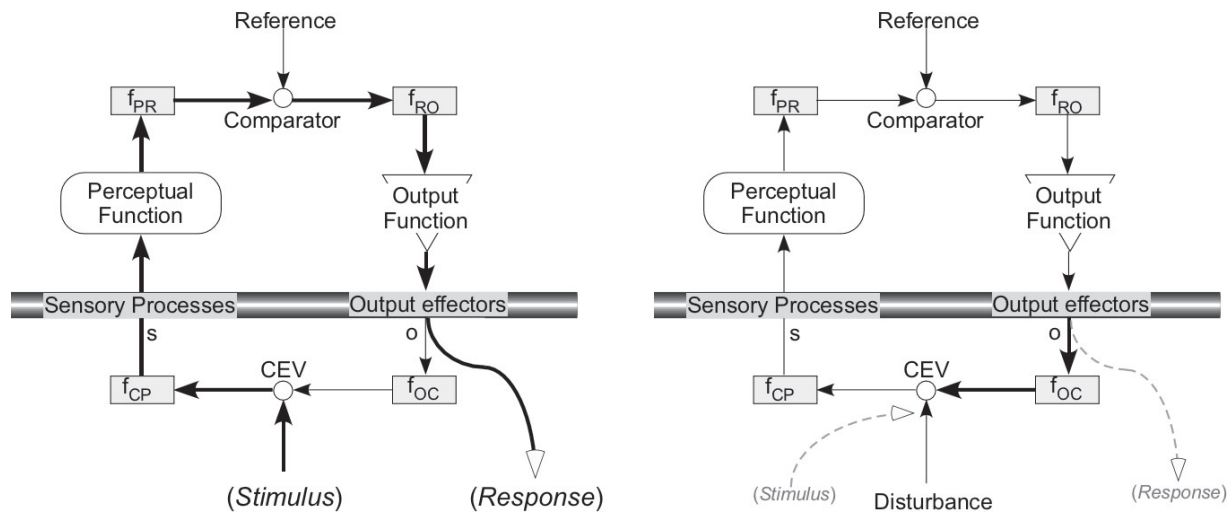 Reference
f_PR
Comparator
f_RO
Perceptual
Function
Output
Function
Sensory Processes
Output effectors
s
o
CEV
f_CP
f_OC
(Stimulus)
(Response)
Reference
f_PR
Comparator
f_RO
Perceptual
Function
Output
Function
Sensory Processes
Output effectors
s
o
CEV
f_CP
f_OC
(Stimulus)
Disturbance
(Response)